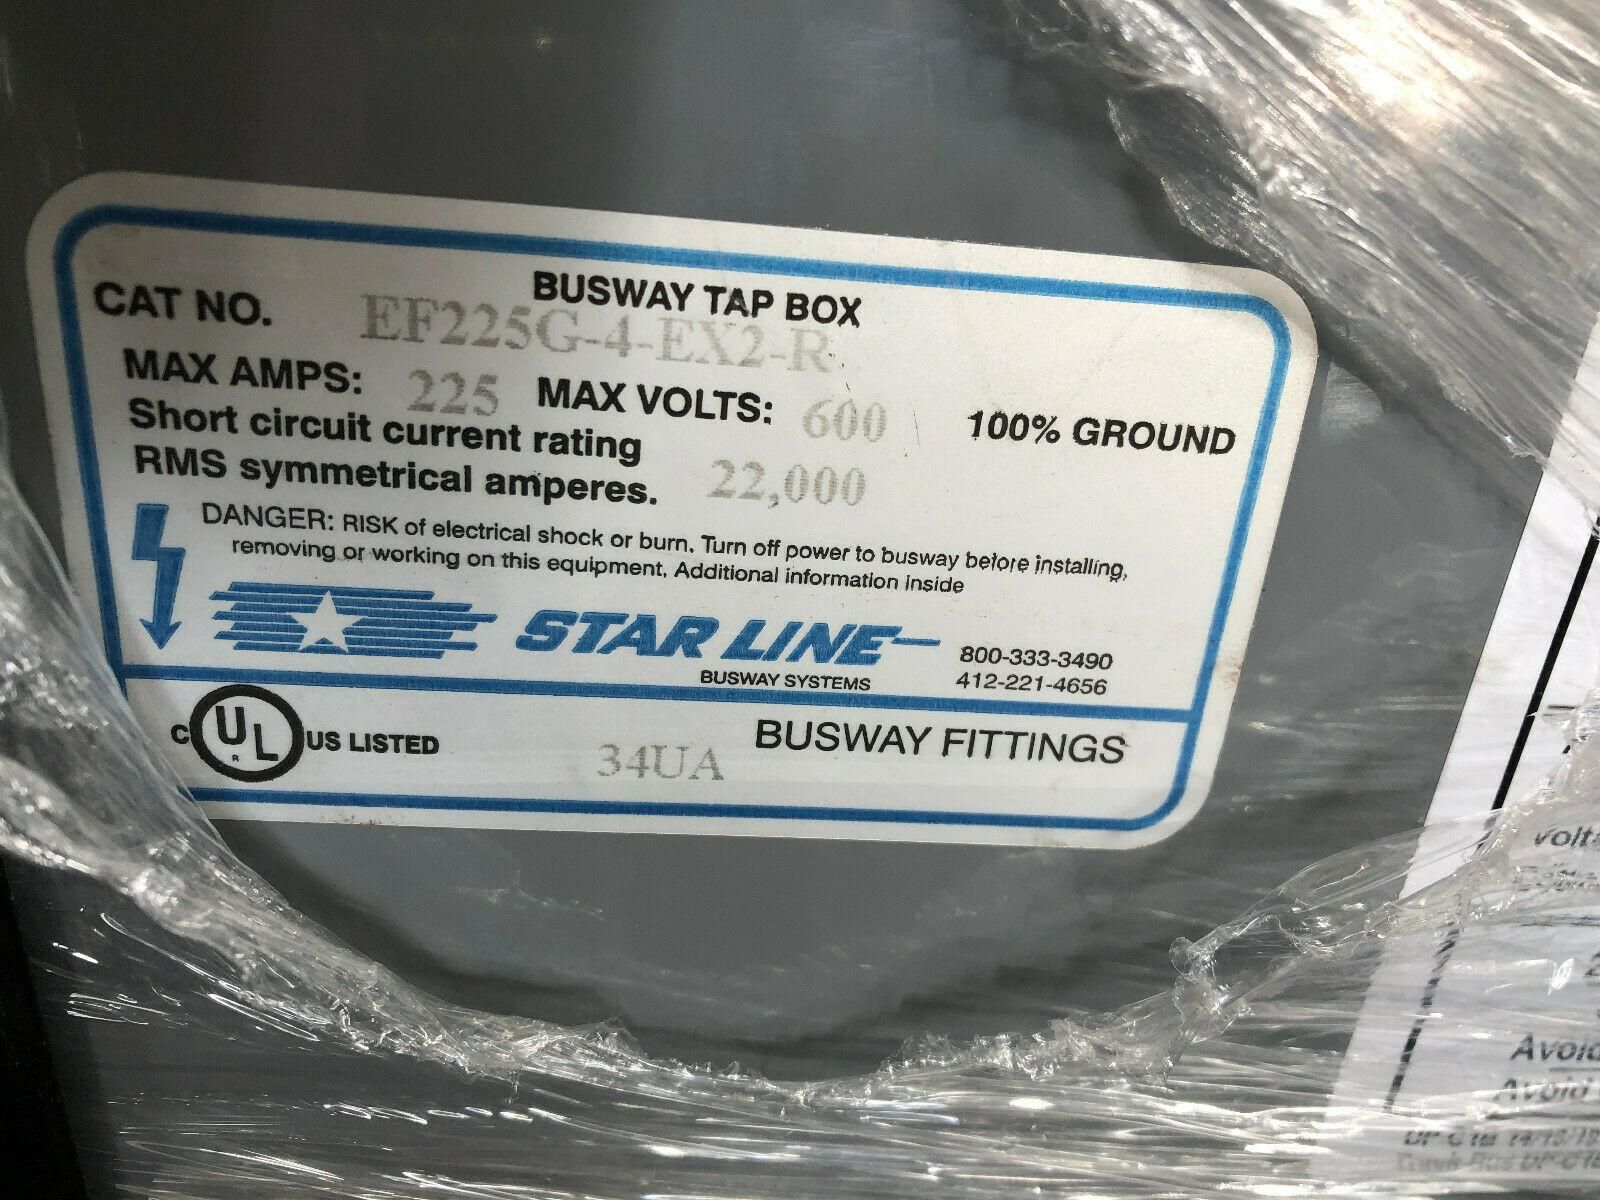 BUSWAY TAP BOX
CAT NO. EF225G-4-EX2-R
MAX AMPS: 225 MAX VOLTS: 600 100% GROUND
Short circuit current rating
RMS symmetrical amperes. 22,000
DANGER: RISK of electrical shock or burn. Turn off power to busway before installing,
removing or working on this equipment. Additional information inside
STAR LINE
BUSWAY SYSTEMS
800-333-3490
412-221-4656
C UL R US LISTED
34UA
BUSWAY FITTINGS
Avoid